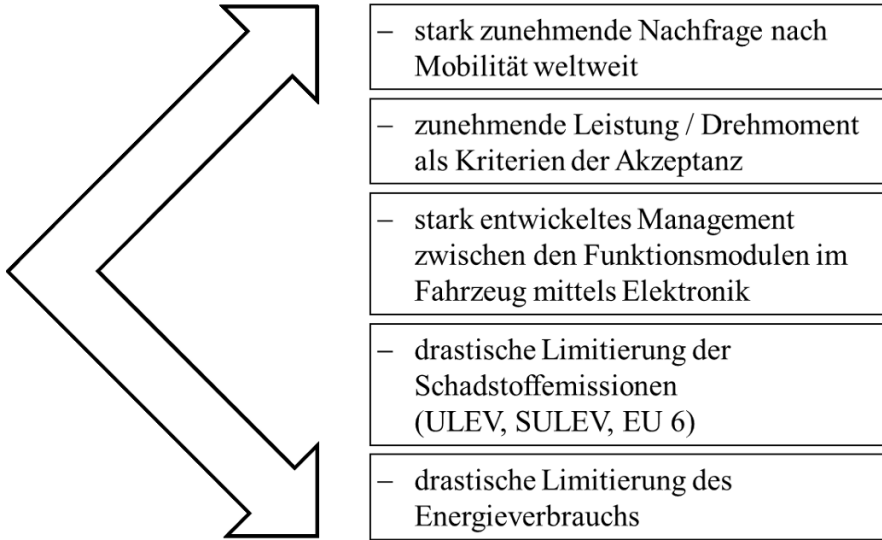 – stark zunehmende Nachfrage nach
Mobilität weltweit
– zunehmende Leistung / Drehmoment
als Kriterien der Akzeptanz
– stark entwickeltes Management
zwischen den Funktionsmodulen im
Fahrzeug mittels Elektronik
– drastische Limitierung der
Schadstoffemissionen
(ULEV, SULEV, EU 6)
– drastische Limitierung des
Energieverbrauchs